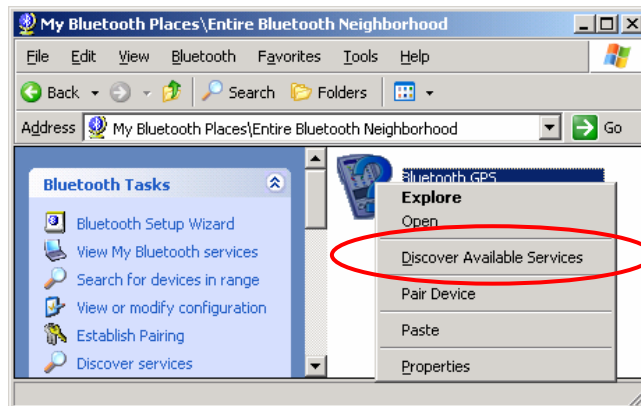 My Bluetooth Places\Entire Bluetooth Neighborhood
File Edit View Bluetooth Favorites Tools Help
Back Search Folders
Address My Bluetooth Places\Entire Bluetooth Neighborhood Go
Bluetooth Tasks
Bluetooth Setup Wizard
View My Bluetooth services
Search for devices in range
View or modify configuration
Establish Pairing
Discover services
Bluetooth GPS
Explore
Open
Discover Available Services
Pair Device
Paste
Properties